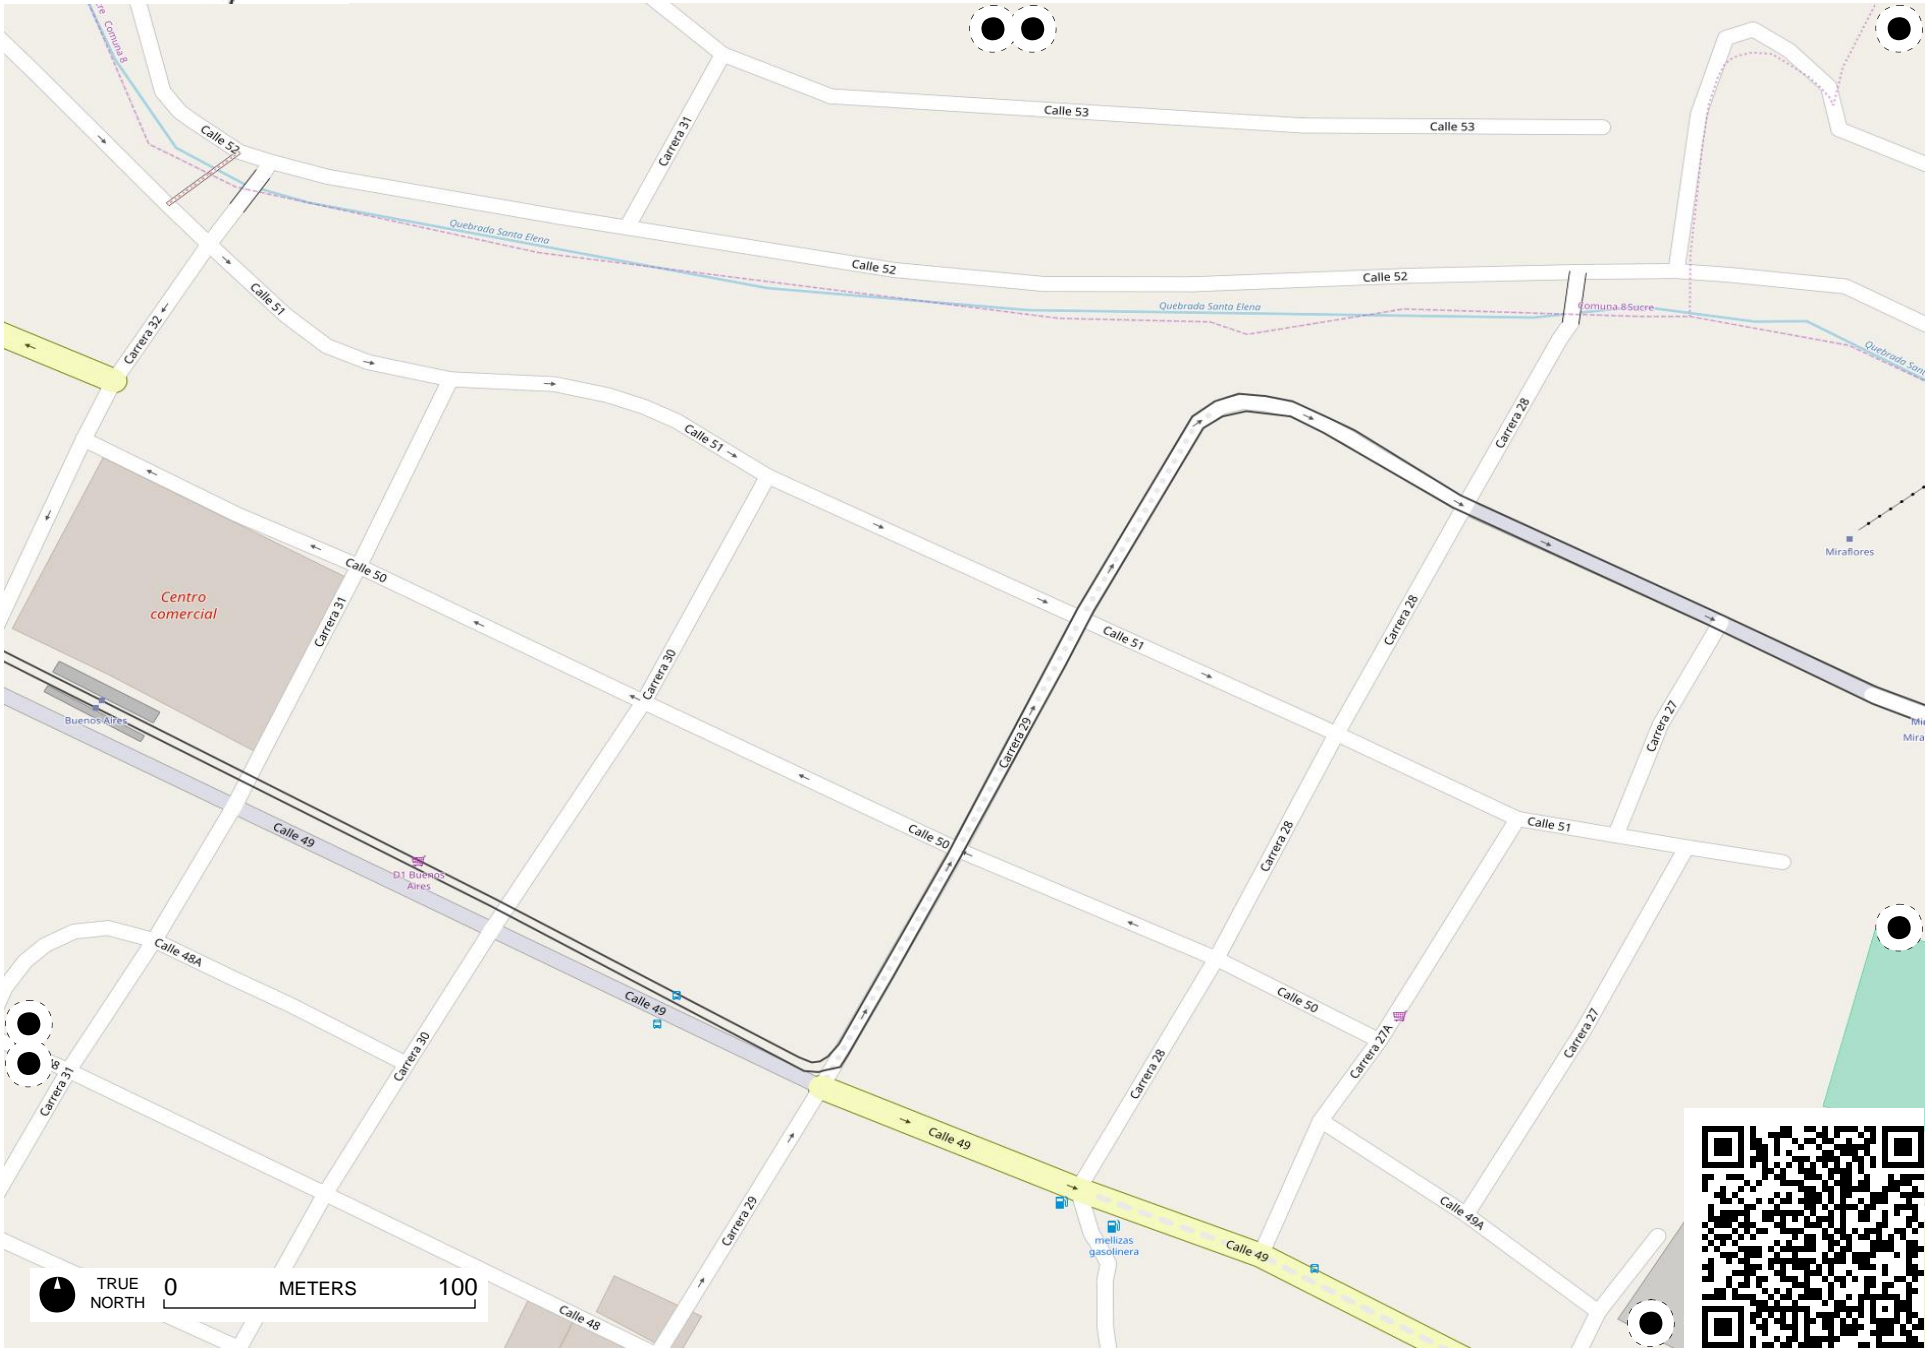 Comuna 8
Calle 52
Carrera 31
Calle 53
Calle 53
Quebrada Santa Elena
Calle 52
Calle 52
Quebrada Santa Elena
Comuna 8 Sucre
Quebrada Sant
Calle 51
Carrera 32
Calle 51
Carrera 28
Miraflores
Calle 50
Centro
comercial
Carrera 31
Carrera 30
Calle 51
Carrera 28
Buenos Aires
Carrera 29
Carrera 27
Mira
Calle 49
D1 Buenos
Aires
Calle 50
Carrera 28
Calle 51
Calle 48A
Calle 49
Calle 50
Carrera 30
Carrera 31
Carrera 28
Carrera 27A
Carrera 27
Calle 49
Carrera 29
mellizas
gasolinera
Calle 49
Calle 49A
TRUE
NORTH
0 METERS 100
Calle 48